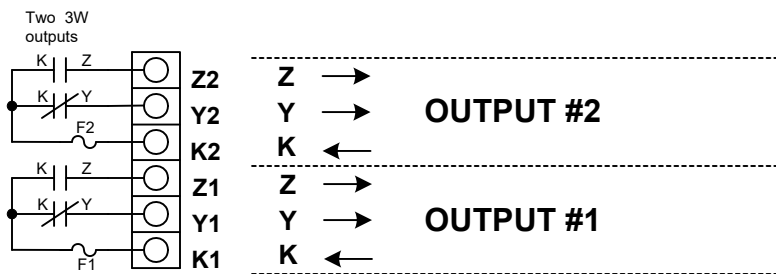 Two 3W
outputs
K Z
Z2
Z
K Y
Y2
Y
OUTPUT #2
F2
K2
K
K Z
Z1
Z
K Y
Y1
Y
OUTPUT #1
F1
K1
K